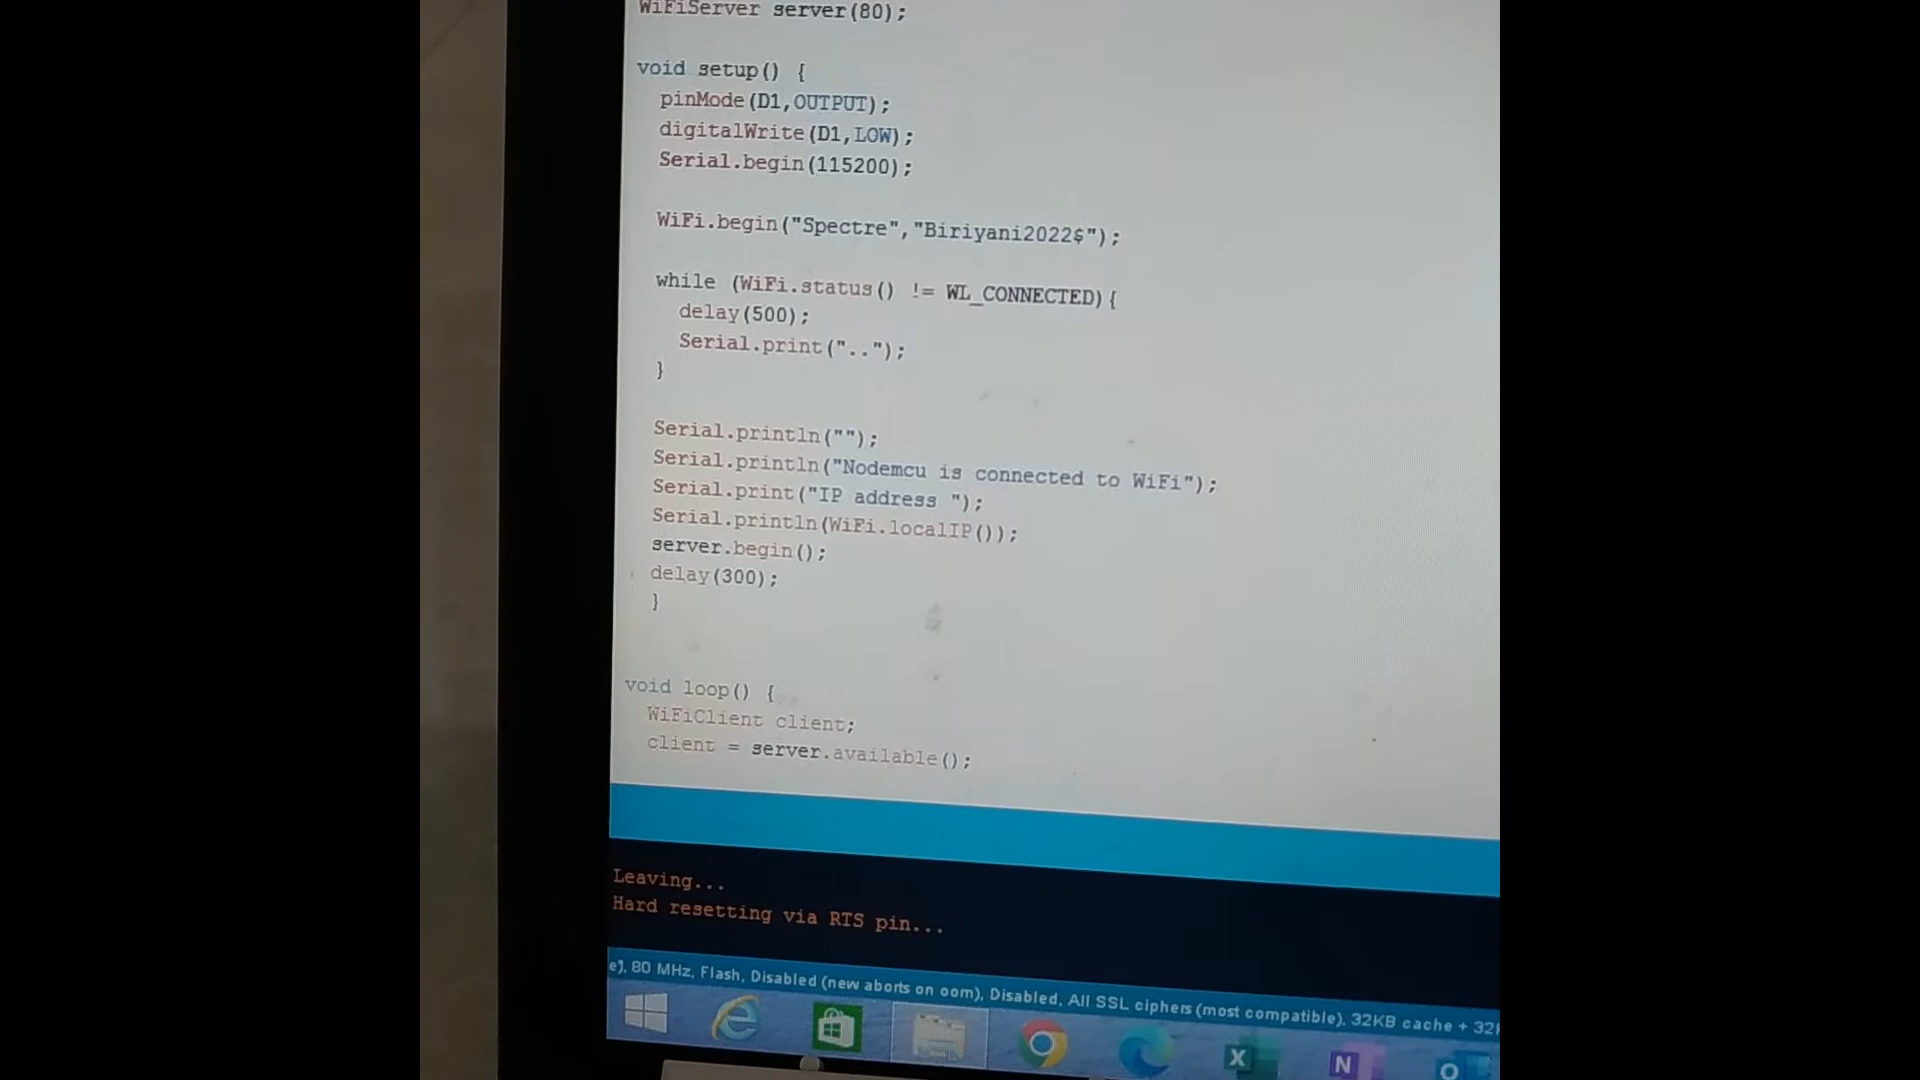 WiFiServer server(80);
void setup() {
pinMode(D1,OUTPUT);
digitalWrite(D1,LOW);
Serial.begin(115200);
WiFi.begin("Spectre","Biriyani2022$");
while (WiFi.status() != WL_CONNECTED){
delay(500);
Serial.print("..");
}
Serial.println("");
Serial.println("Nodemcu is connected to WiFi");
Serial.print("IP address ");
Serial.println(WiFi.localIP());
server.begin();
delay(300);
}
void loop() {
WiFiClient client;
client = server.available();
Leaving...
Hard resetting via RTS pin...
e), 80 MHz, Flash, Disabled (new aborts on oom), Disabled, All SSL ciphers (most compatible), 32KB cache + 32
X
N
O